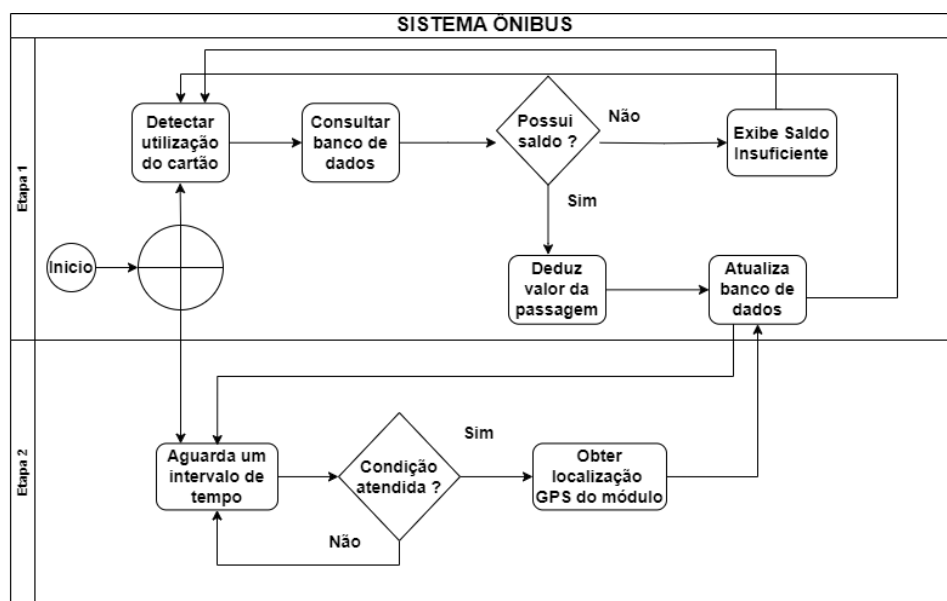 SISTEMA ÔNIBUS
Etapa 1
Detectar
utilização
do cartão
Consultar
banco de
dados
Possui
saldo ?
Não
Exibe Saldo
Insuficiente
Sim
Inicio
Deduz
valor da
passagem
Atualiza
banco de
dados
Etapa 2
Aguarda um
intervalo de
tempo
Condição
atendida ?
Sim
Obter
localização
GPS do módulo
Não